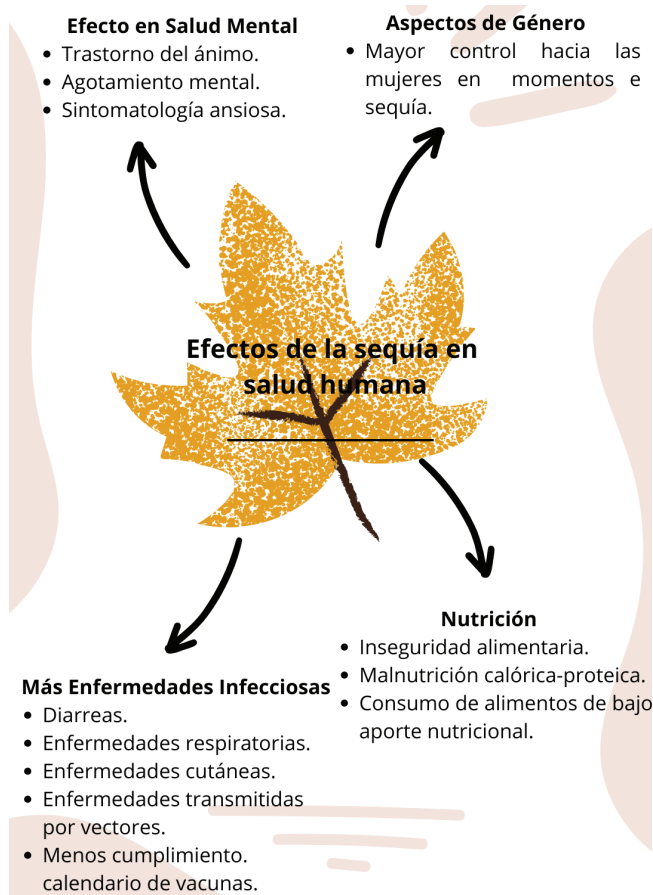 Efecto en Salud Mental
• Trastorno del ánimo.
• Agotamiento mental.
• Sintomatología ansiosa.
Aspectos de Género
• Mayor control hacia las
mujeres en momentos e
sequía.
Efectos de la sequía en
salud humana
Nutrición
• Inseguridad alimentaria.
• Malnutrición calórica-proteica.
• Consumo de alimentos de bajo
aporte nutricional.
Más Enfermedades Infecciosas
• Diarreas.
• Enfermedades respiratorias.
• Enfermedades cutáneas.
• Enfermedades transmitidas
por vectores.
• Menos cumplimiento.
calendario de vacunas.